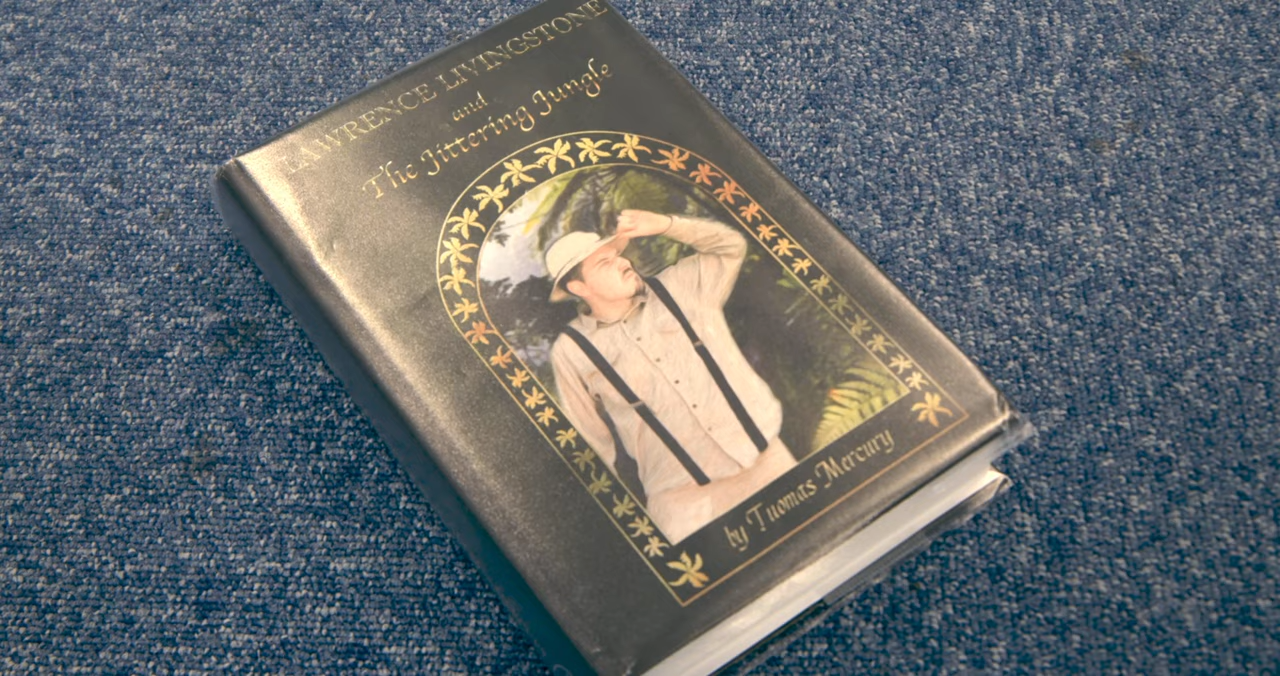 LAWRENCE LIVINGSTONE
and
The Jittering Jungle
by Tuomas Mercury